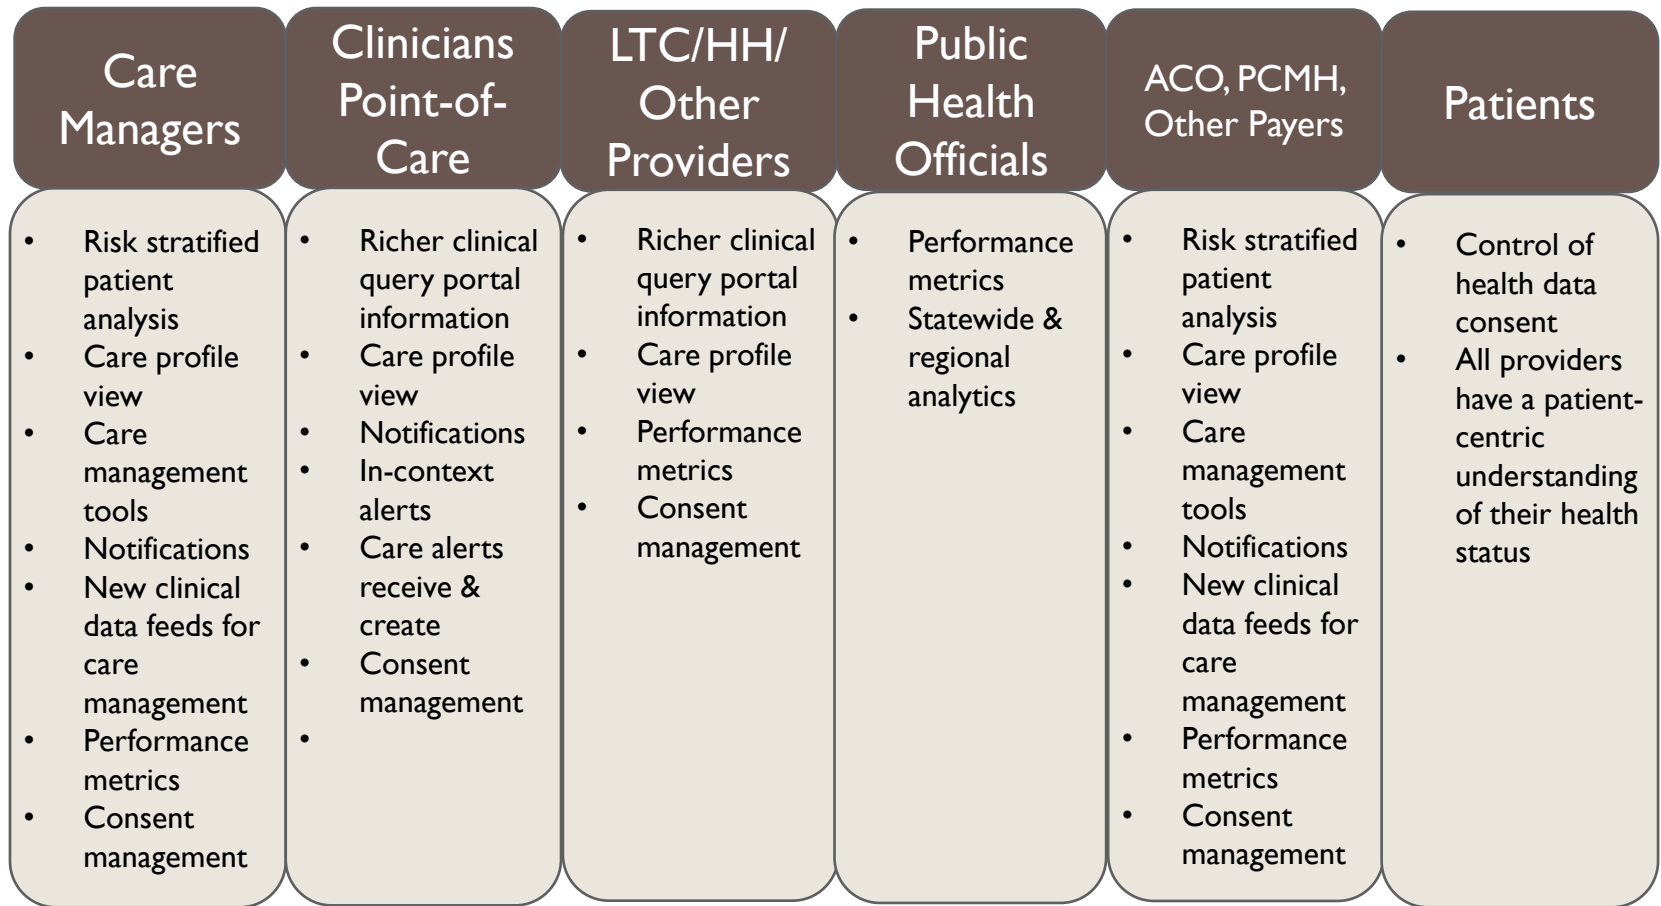 Care
Managers
• Risk stratified
patient
analysis
• Care profile
view
• Care
management
tools
• Notifications
• New clinical
data feeds for
care
management
• Performance
metrics
• Consent
management
Clinicians
Point-of-
Care
• Richer clinical
query portal
information
• Care profile
view
• Notifications
• In-context
alerts
• Care alerts
receive &
create
• Consent
management
•
LTC/HH/
Other
Providers
• Richer clinical
query portal
information
• Care profile
view
• Performance
metrics
• Consent
management
Public
Health
Officials
• Performance
metrics
• Statewide &
regional
analytics
ACO, PCMH,
Other Payers
• Risk stratified
patient
analysis
• Care profile
view
• Care
management
tools
• Notifications
• New clinical
data feeds for
care
management
• Performance
metrics
• Consent
management
Patients
• Control of
health data
consent
• All providers
have a patient-
centric
understanding
of their health
status